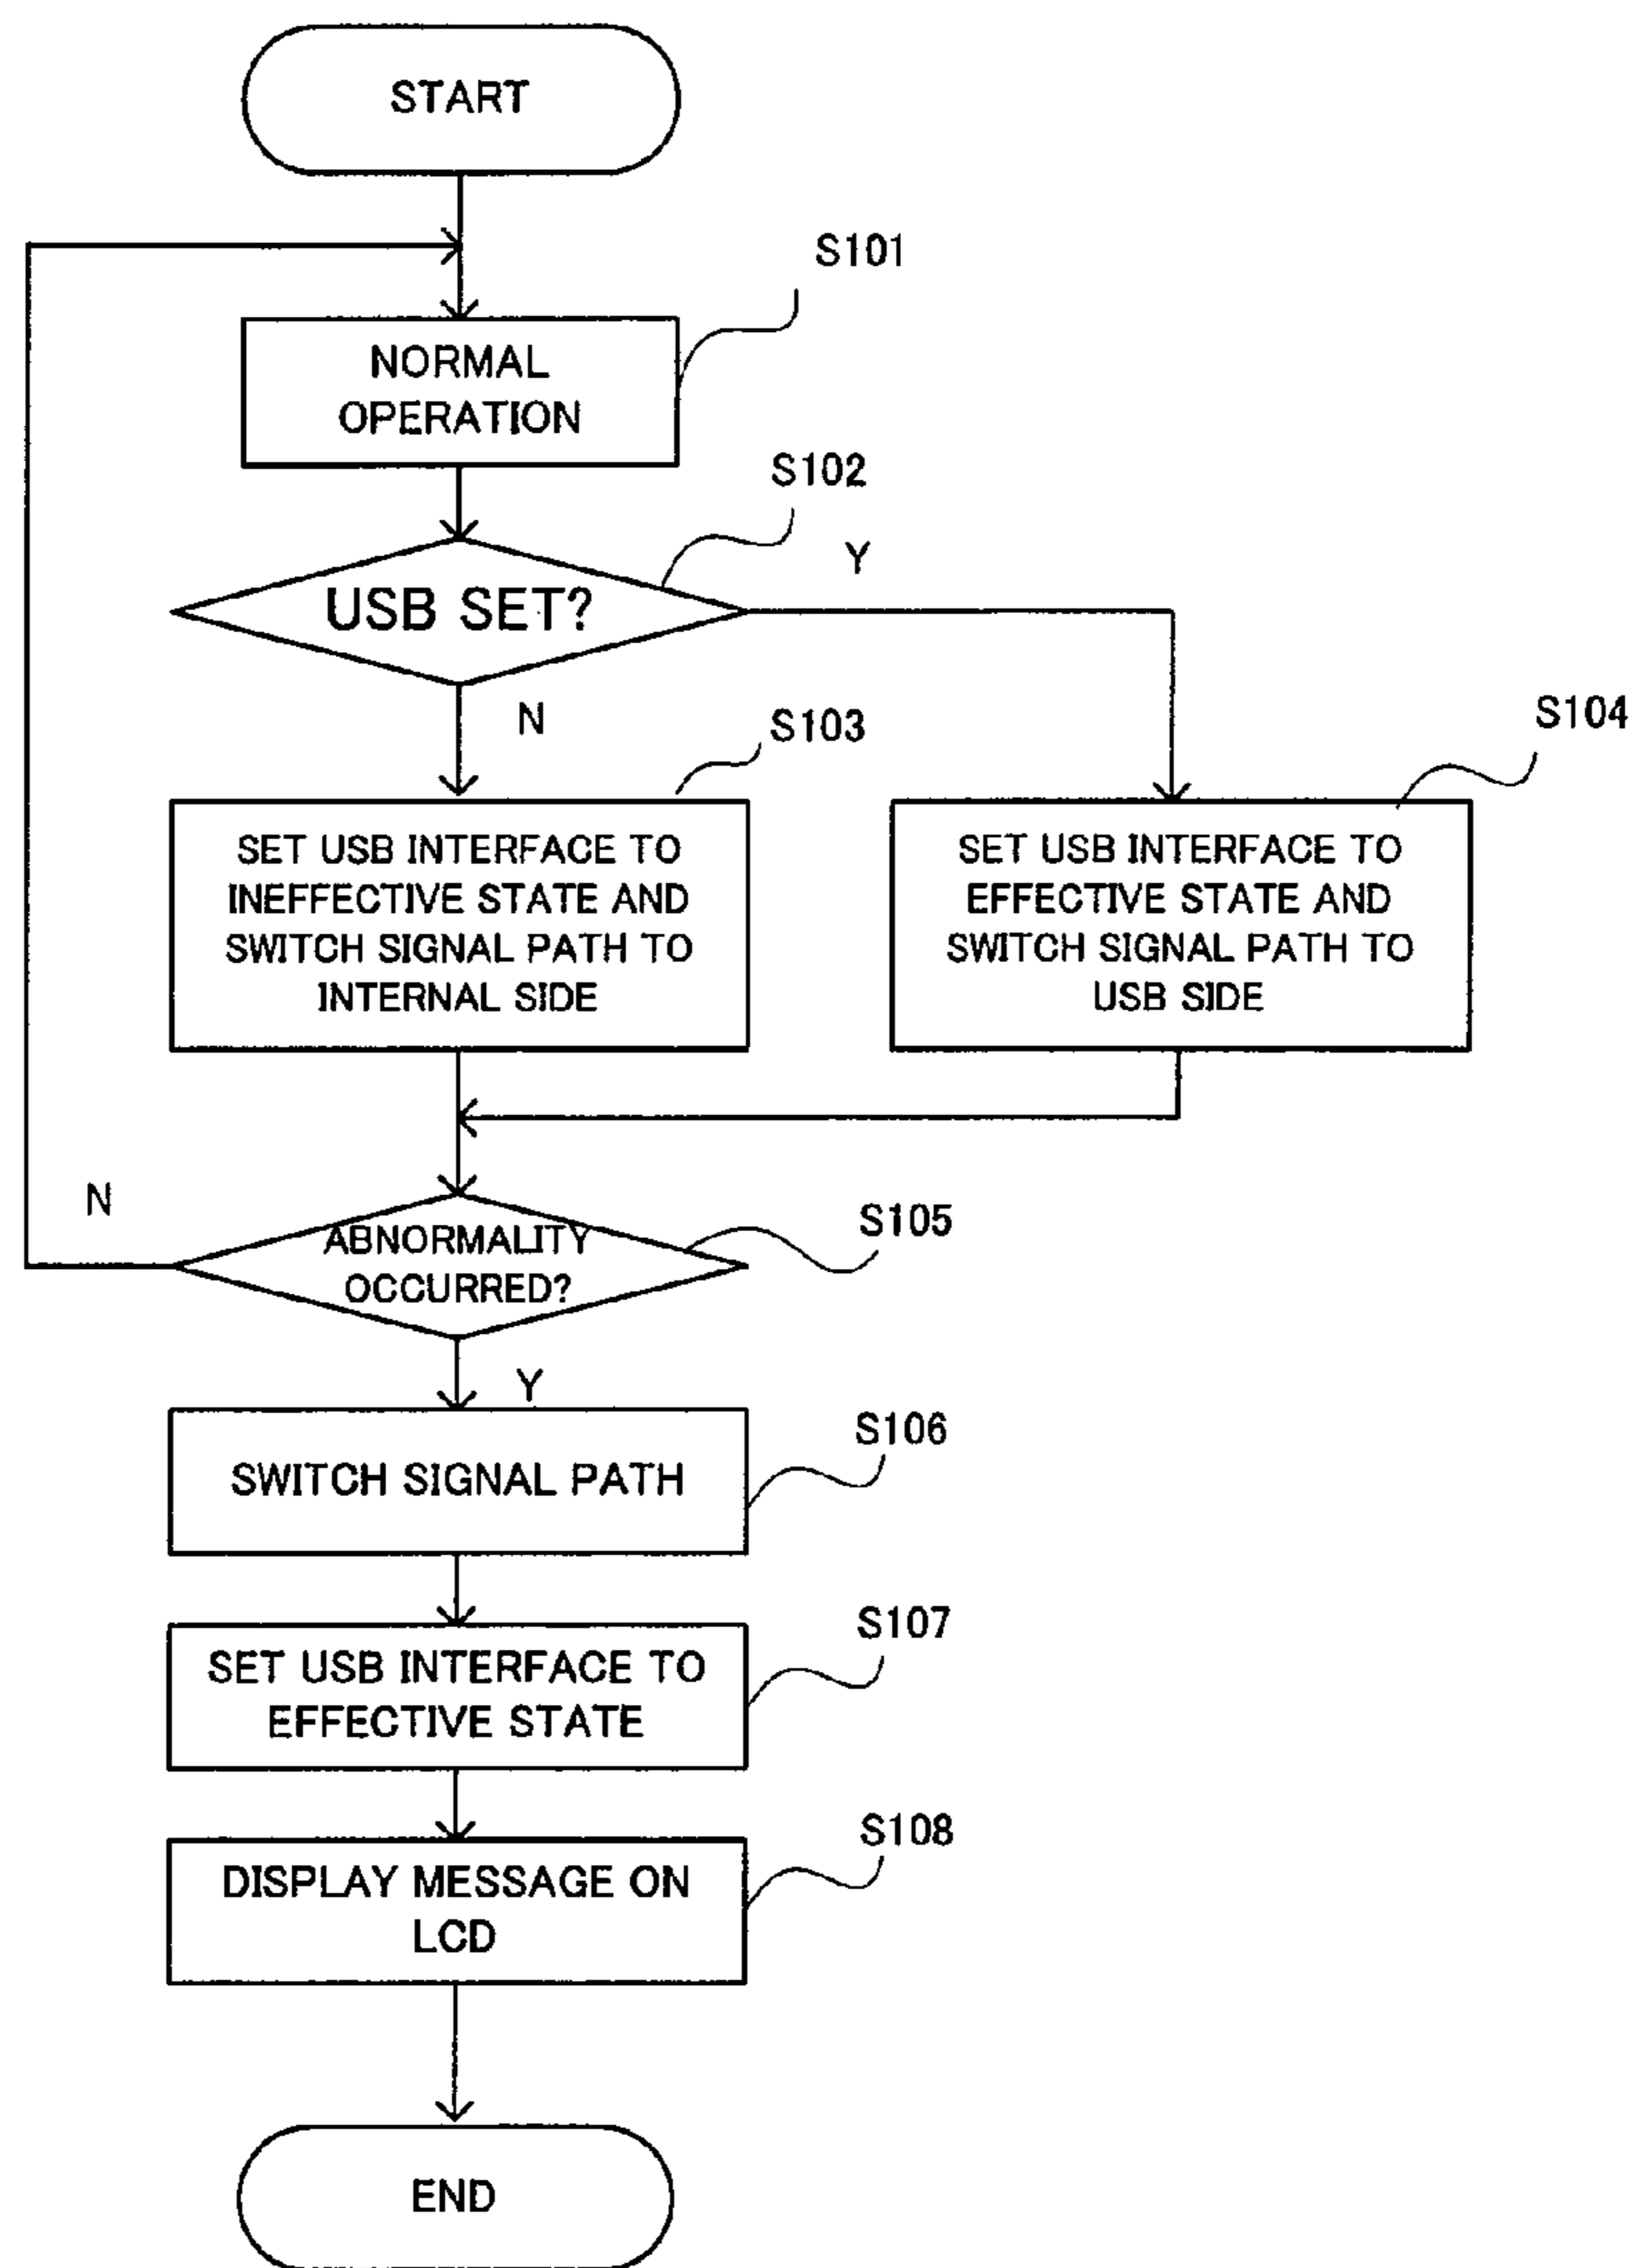 START
S101
NORMAL
OPERATION
S102
Y
USB SET?
N
S103
S104
SET USB INTERFACE TO
INEFFECTIVE STATE AND
SWITCH SIGNAL PATH TO
INTERNAL SIDE
SET USB INTERFACE TO
EFFECTIVE STATE AND
SWITCH SIGNAL PATH TO
USB SIDE
N
S105
ABNORMALITY
OCCURRED?
Y
S106
SWITCH SIGNAL PATH
S107
SET USB INTERFACE TO
EFFECTIVE STATE
S108
DISPLAY MESSAGE ON
LCD
END